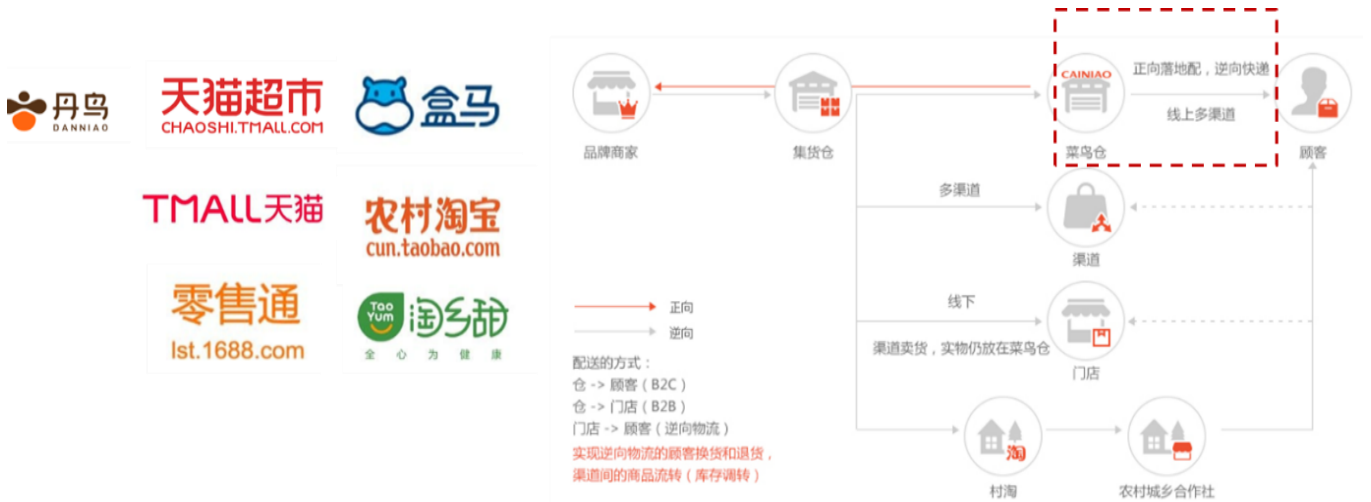 丹鸟
DANNIAO
天猫超市
CHAOSHI.TMALL.COM
盒马
TMALL天猫
农村淘宝
cun.taobao.com
零售通
lst.1688.com
Tao
Yum
淘乡甜
全心为健康
品牌商家
集货仓
CAINIAO
菜鸟仓
正向落地配，逆向快递
线上多渠道
顾客
多渠道
渠道
线下
渠道卖货，实物仍放在菜鸟仓
门店
淘
村淘
农村城乡合作社
正向
逆向
配送的方式：
仓 -> 顾客（B2C）
仓 -> 门店（B2B）
门店 -> 顾客（逆向物流）
实现逆向物流的顾客换货和退货，
渠道间的商品流转（库存调转）